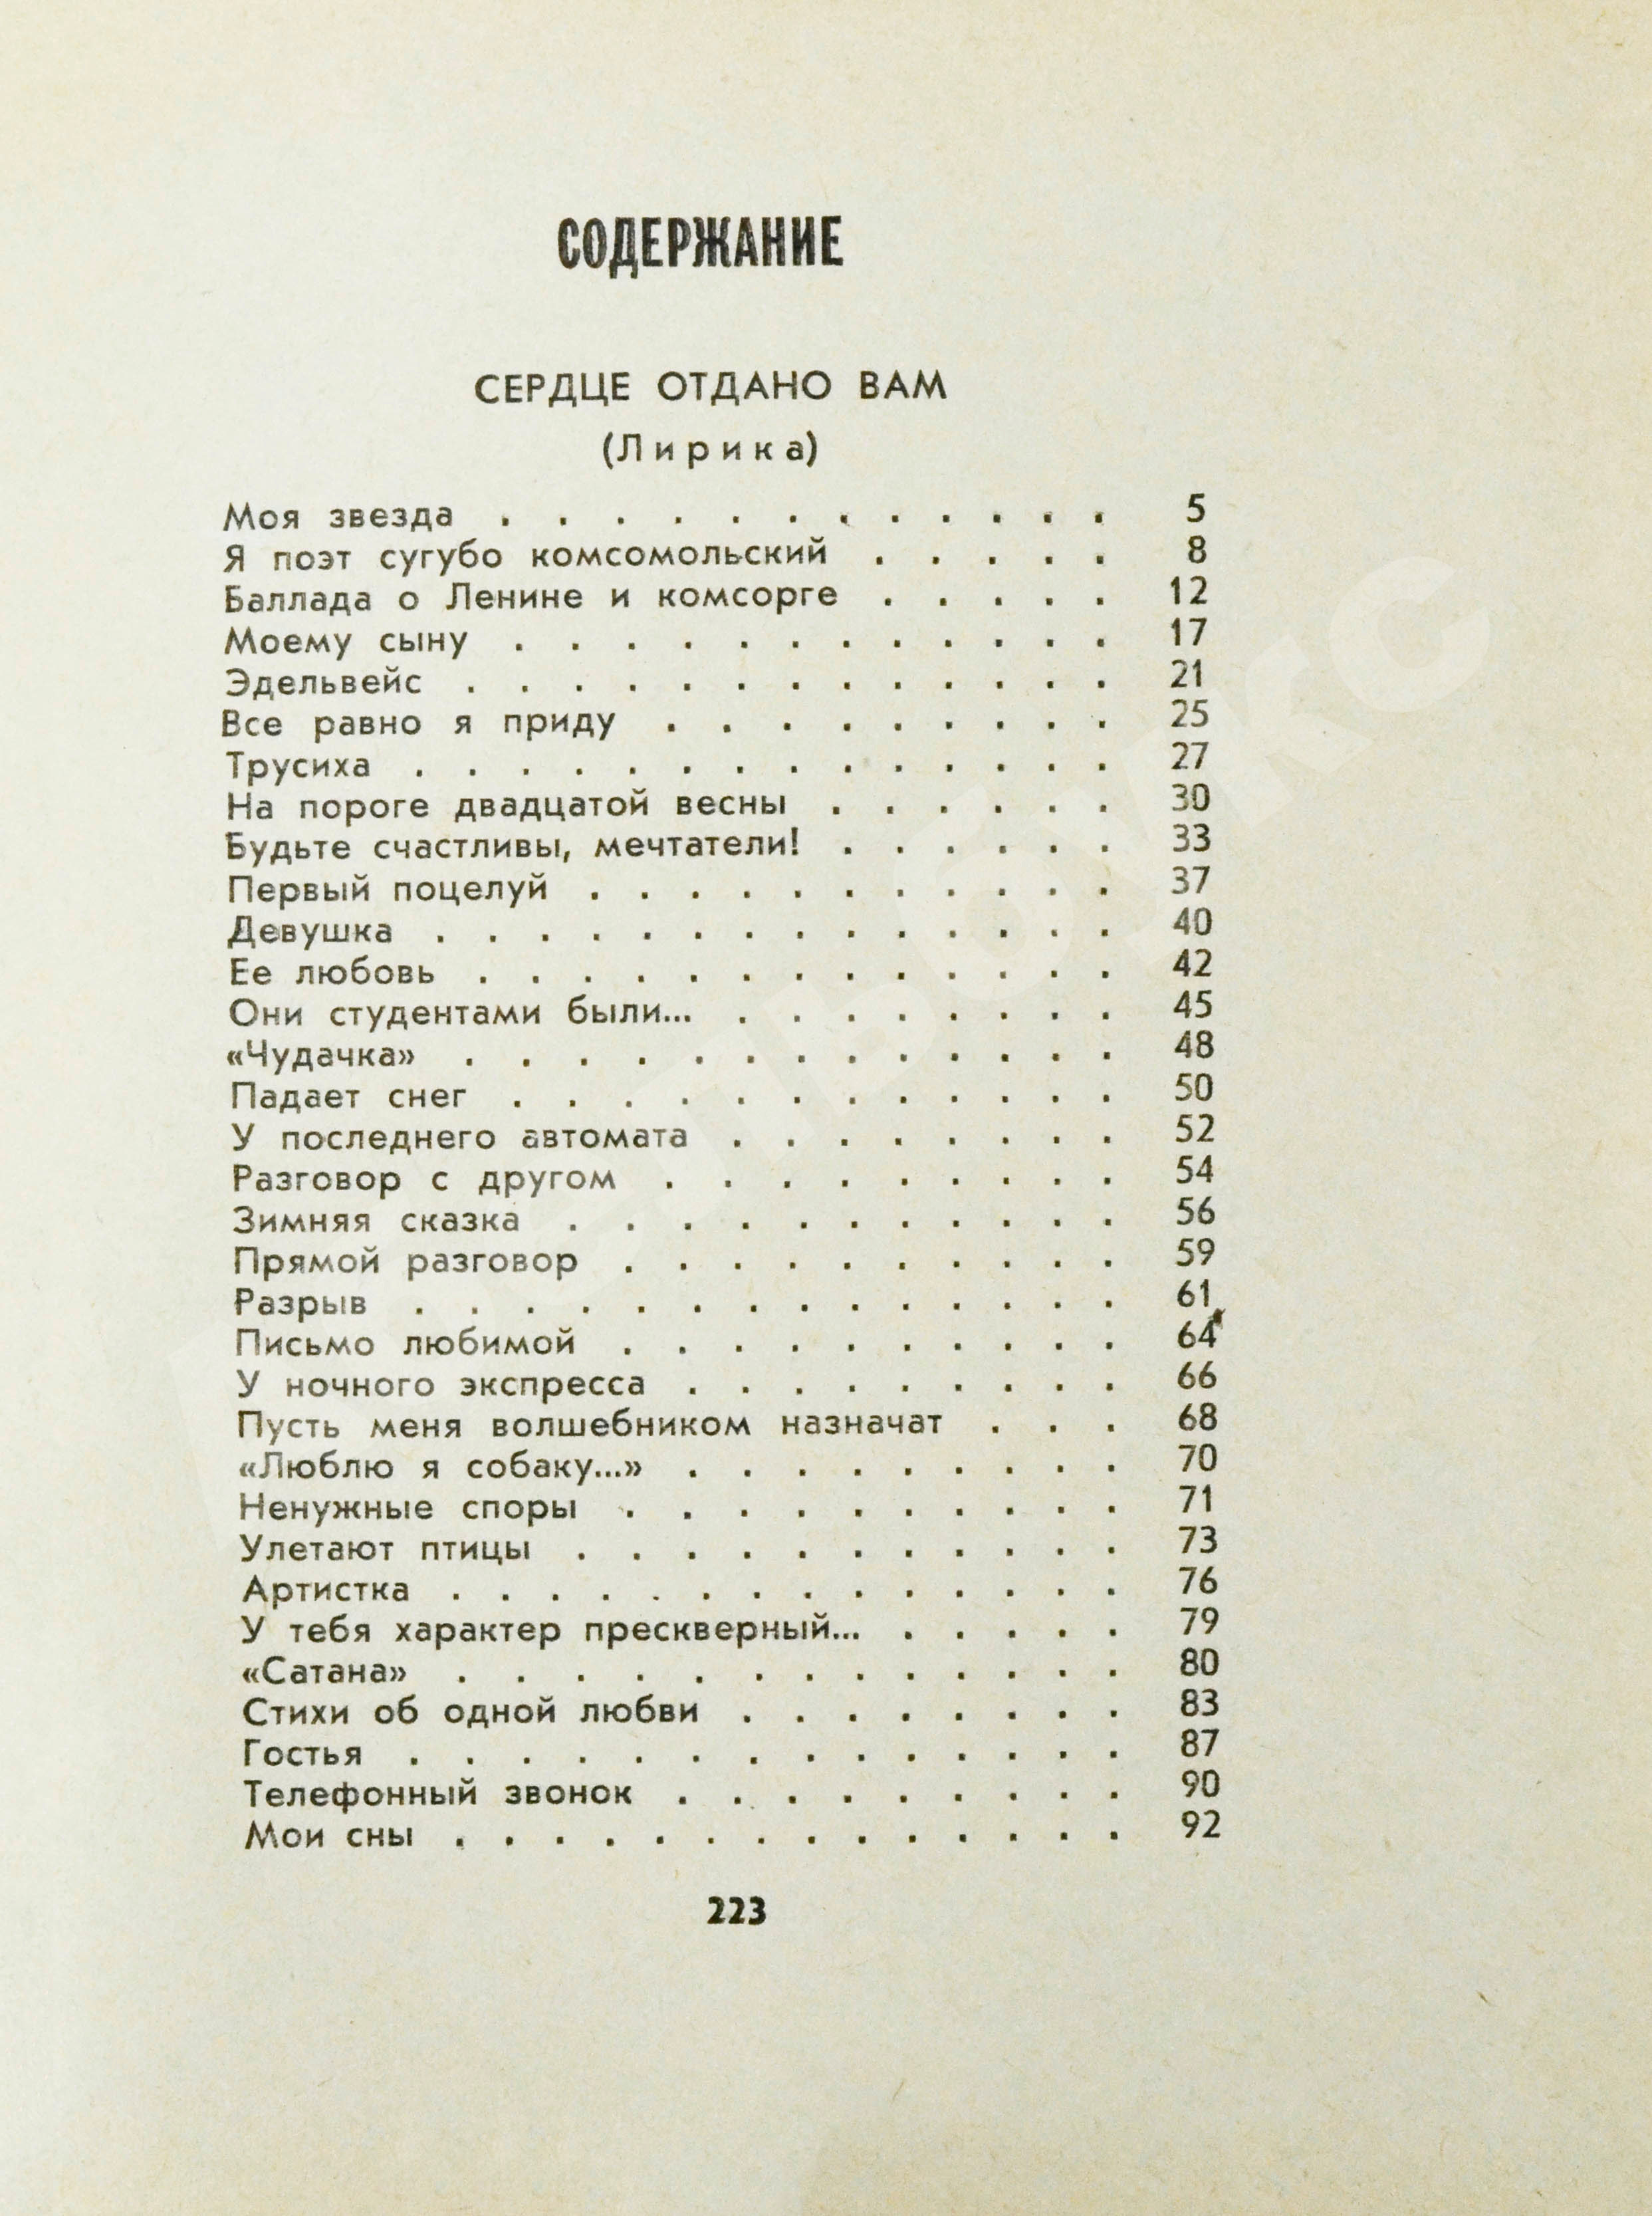 СОДЕРЖАНИЕ
СЕРДЦЕ ОТДАНО ВАМ
(Лирика)
Моя звезда . . . . . . . . . . . 5
Я поэт сугубо комсомольский . . . . . 8
Баллада о Ленине и комсорге . . . . . 12
Моему сыну . . . . . . . . . . . 17
Эдельвейс . . . . . . . . . . . . . 21
Все равно я приду . . . . . . . . . 25
Трусиха . . . . . . . . . . . . . . 27
На пороге двадцатой весны . . . . . . 30
Будьте счастливы, мечтатели! . . . . . . 33
Первый поцелуй . . . . . . . . . . . 37
Девушка . . . . . . . . . . . . . . 40
Ее любовь . . . . . . . . . . . . . 42
Они студентами были... . . . . . . . . 45
«Чудачка» . . . . . . . . . . . . 48
Падает снег . . . . . . . . . . . 50
У последнего автомата . . . . . . . . 52
Разговор с другом . . . . . . . . . 54
Зимняя сказка . . . . . . . . . . 56
Прямой разговор . . . . . . . . . . 59
Разрыв . . . . . . . . . . . . . 61
Письмо любимой . . . . . . . . . . 64
У ночного экспресса . . . . . . . . . 66
Пусть меня волшебником назначат . . . 68
«Люблю я собаку...» . . . . . . . . . 70
Ненужные споры . . . . . . . . . . 71
Улетают птицы . . . . . . . . . . . 73
Артистка . . . . . . . . . . . . . . 76
У тебя характер прескверный... . . . . . 79
«Сатана» . . . . . . . . . . . . 80
Стихи об одной любви . . . . . . . . 83
Гостья . . . . . . . . . . . . . 87
Телефонный звонок . . . . . . . . . 90
Мои сны . . . . . . . . . . . . . . 92
223